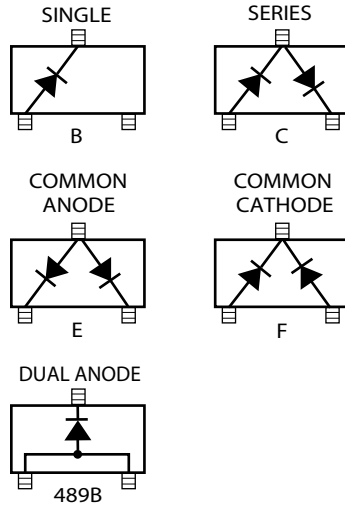 SINGLE
B
SERIES
C
COMMON
ANODE
E
COMMON
CATHODE
F
DUAL ANODE
489B